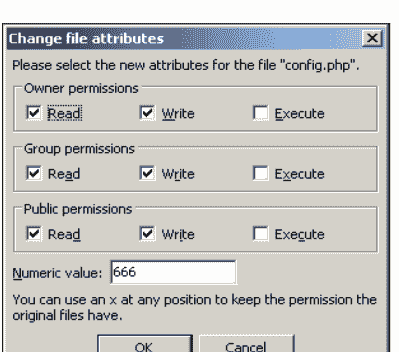 Change file attributes
Please select the new attributes for the file "config.php".
Owner permissions
Read Write Execute
Group permissions
Read Write Execute
Public permissions
Read Write Execute
Numeric value: 666
You can use an x at any position to keep the permission the
original files have.
OK Cancel